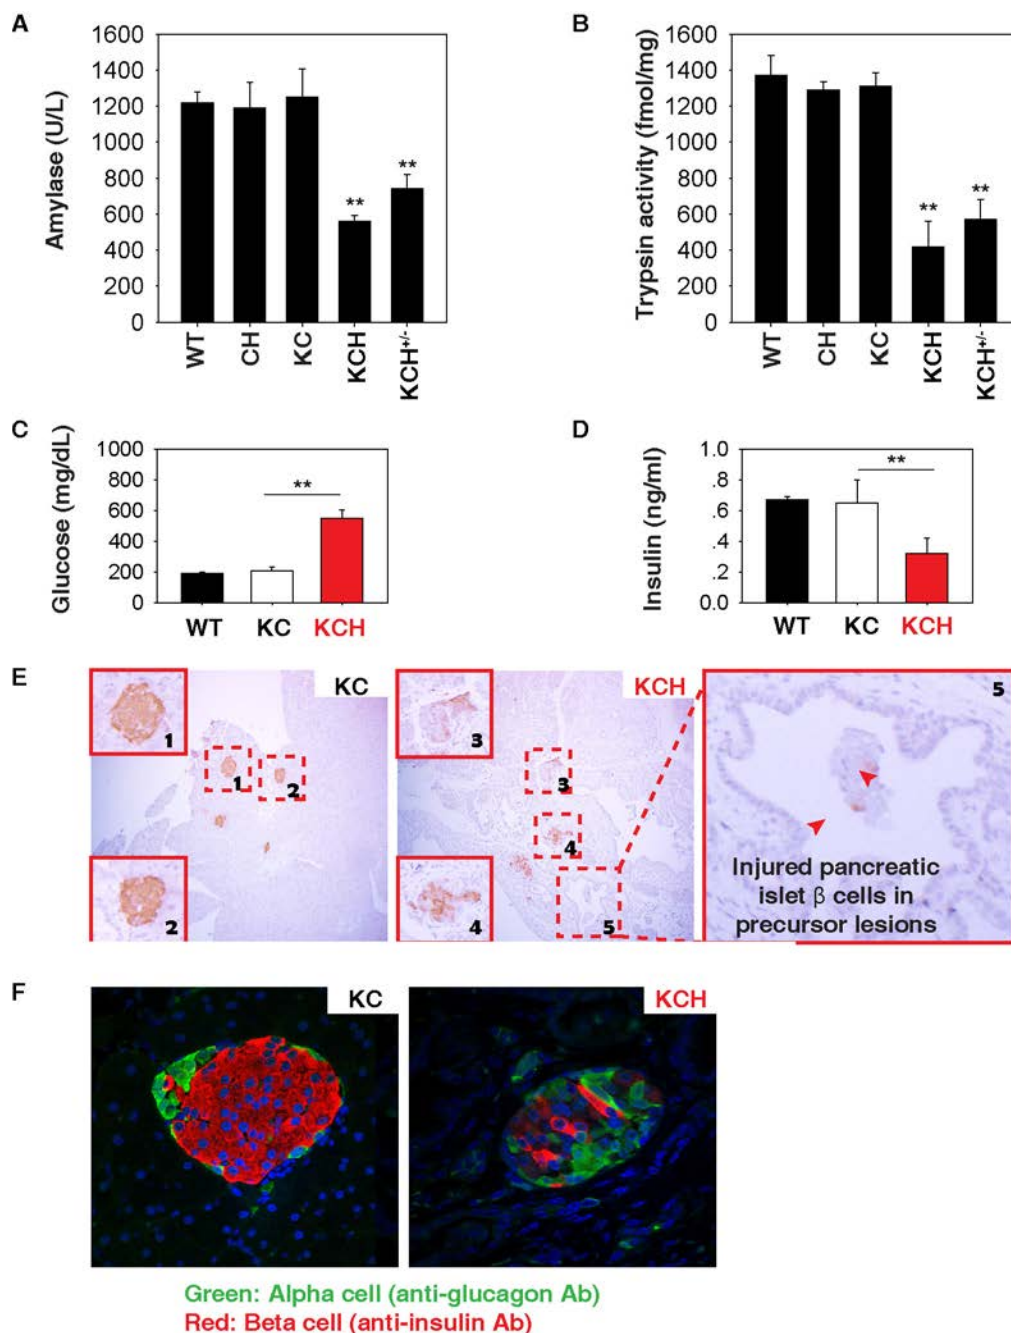 A
Amylase (U/L)
1600
1400
1200
1000
800
600
400
200
0
**
**
WT
CH
KC
KCH
KCH+/-
B
Trypsin activity (fmol/mg)
1600
1400
1200
1000
800
600
400
200
0
**
**
WT
CH
KC
KCH
KCH+/-
C
Glucose (mg/dL)
1000
800
600
400
200
0
**
WT KC KCH
D
Insulin (ng/ml)
1.0
.8
.6
.4
.2
0.0
**
WT KC KCH
E
KC
1
2
1
2
KCH
3
4
3
4
5
5
Injured pancreatic
islet β cells in
precursor lesions
F
KC
KCH
Green: Alpha cell (anti-glucagon Ab)
Red: Beta cell (anti-insulin Ab)